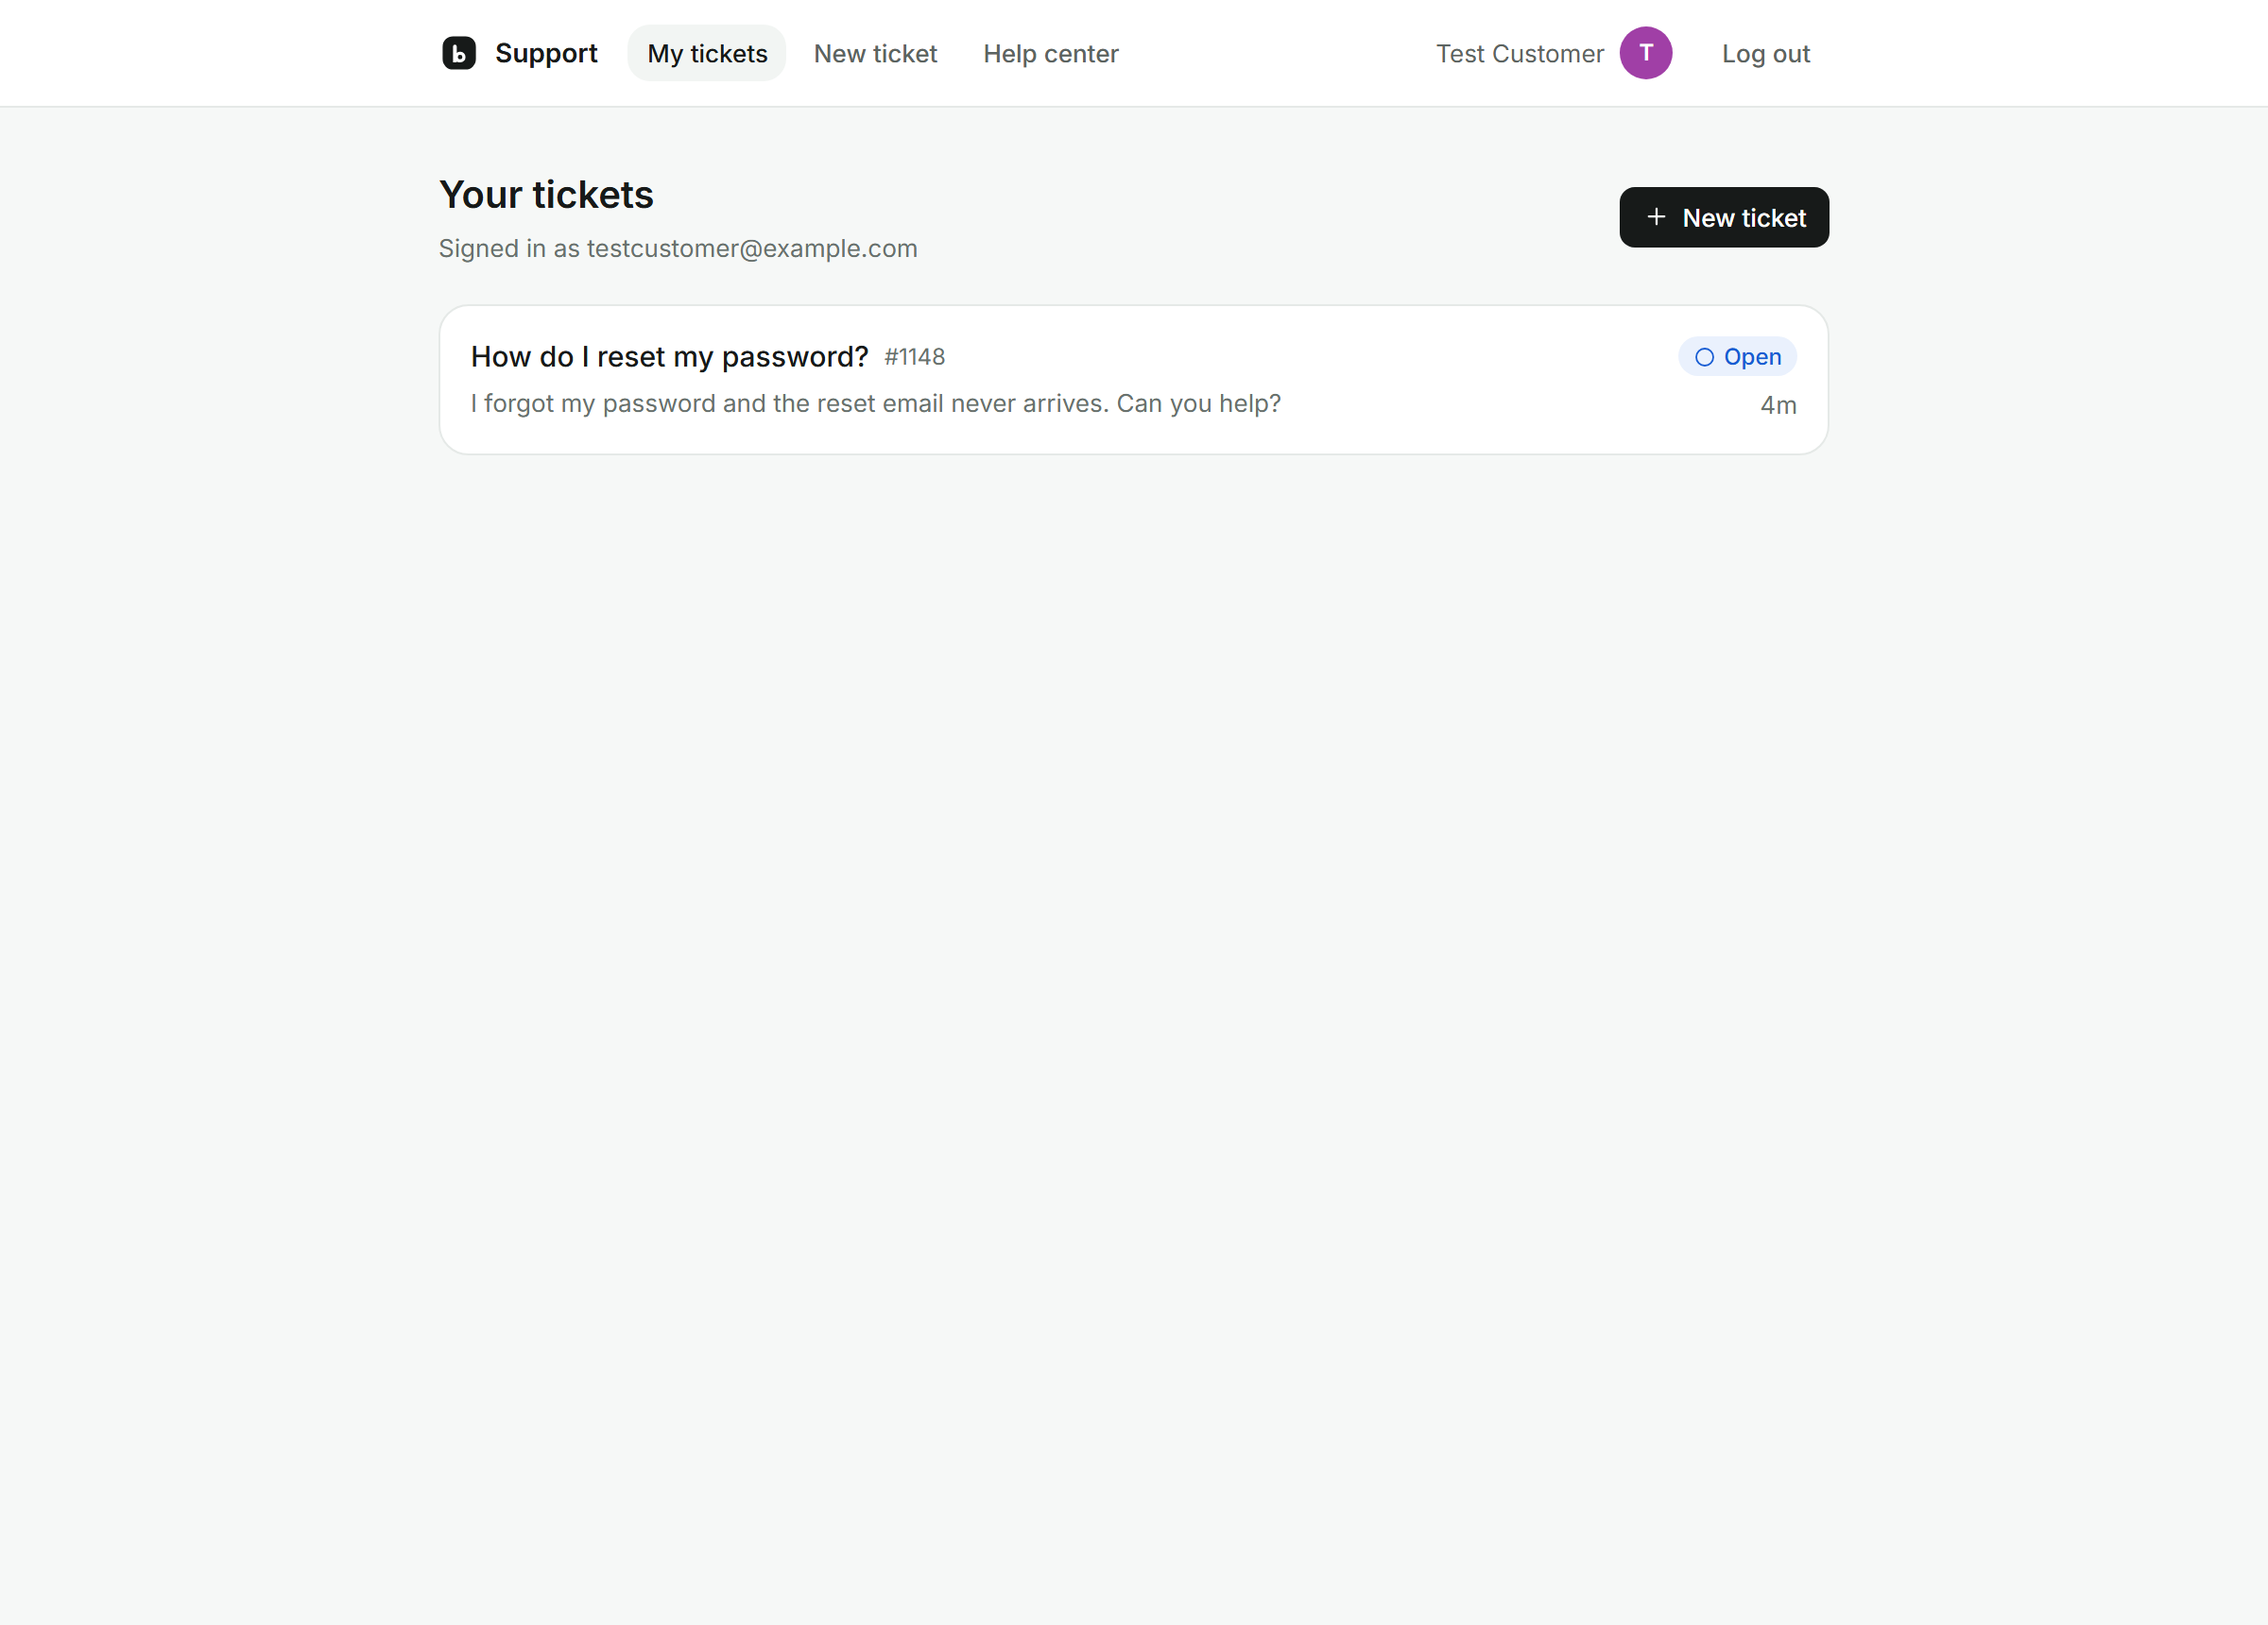 b Support My tickets New ticket Help center Test Customer T Log out
Your tickets
Signed in as testcustomer@example.com
+ New ticket
How do I reset my password? #1148 Open
I forgot my password and the reset email never arrives. Can you help? 4m